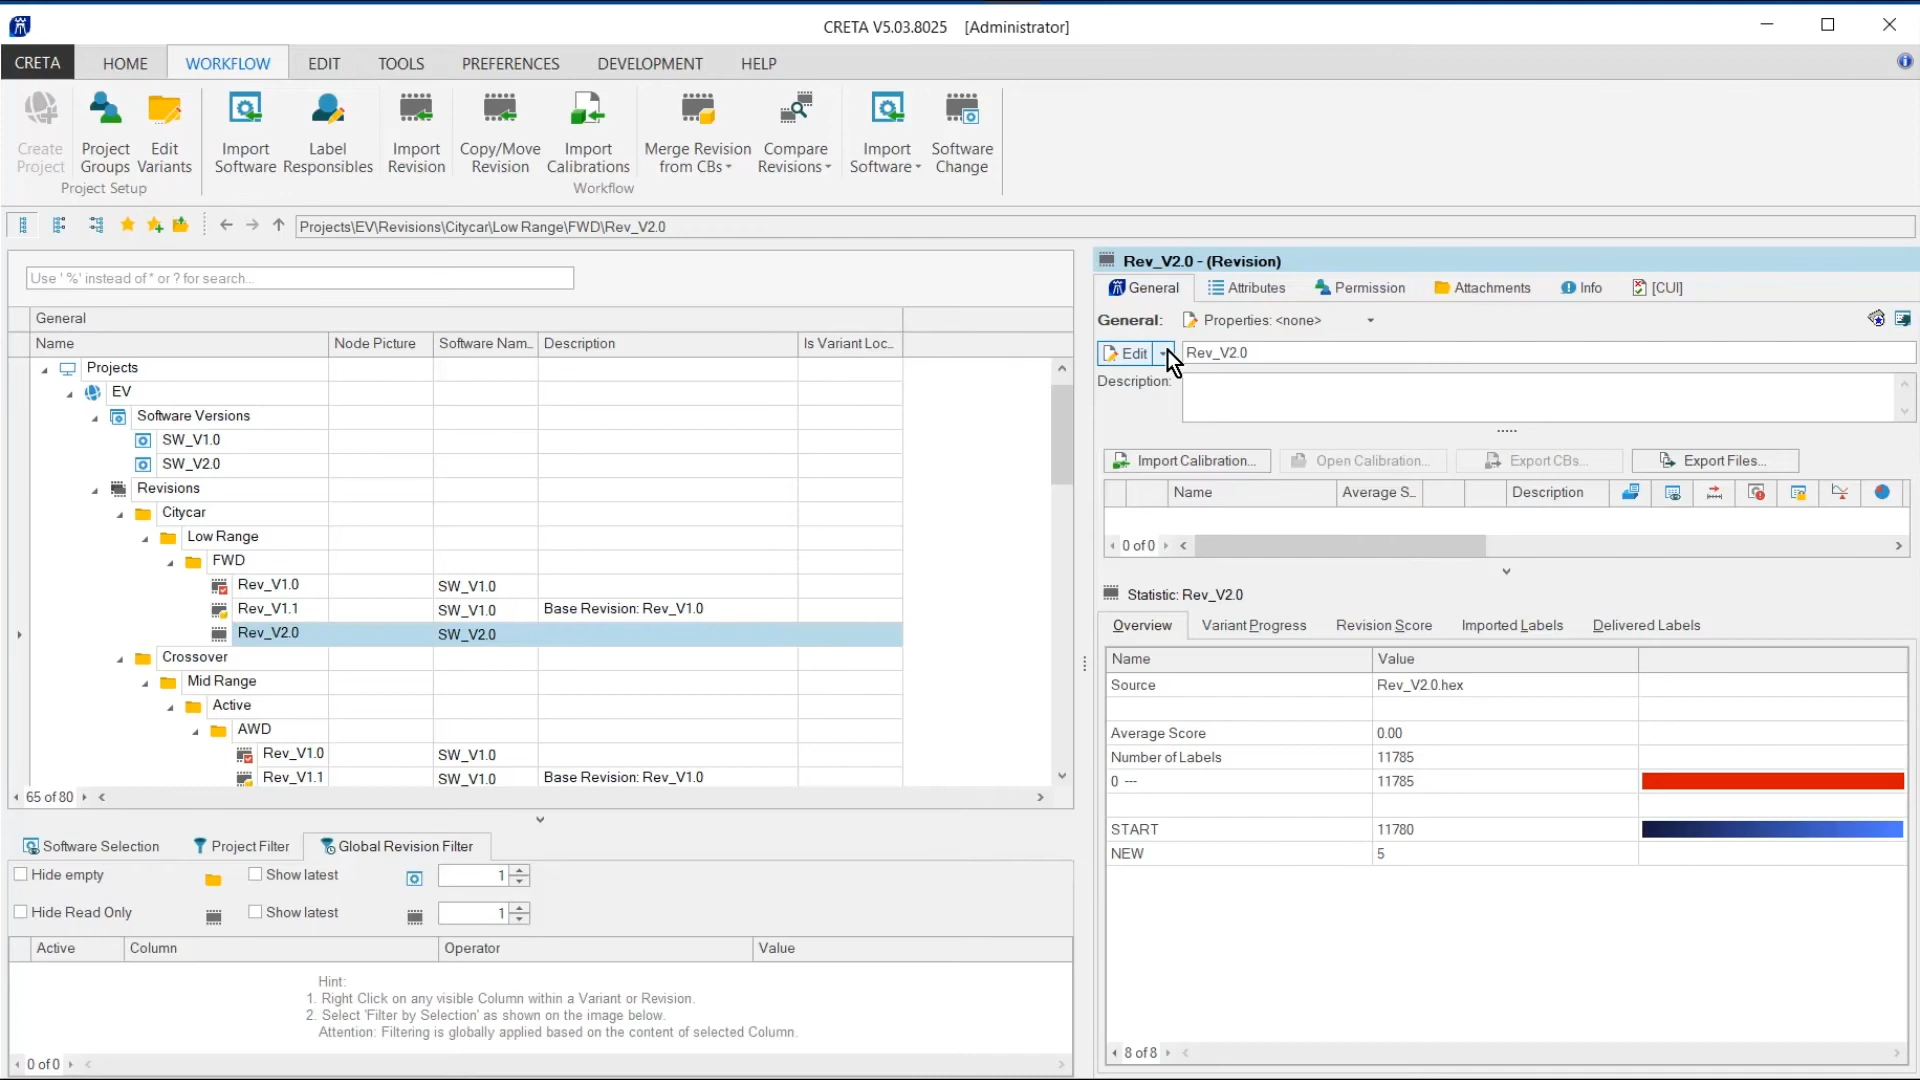 CRETA V5.03.8025 [Administrator]
CRETA HOME WORKFLOW EDIT TOOLS PREFERENCES DEVELOPMENT HELP
Create Project
Project Groups
Edit Variants
Import Software
Label Responsibles
Import Revision
Copy/Move Revision
Import Calibrations
Merge Revision from CBs
Compare Revisions
Import Software
Software Change
Project Setup
Workflow
Projects\EV\Revisions\Citycar\Low Range\FWD\Rev_V2.0
Use ' %' instead of * or ? for search...
General
Name Node Picture Software Nam... Description Is Variant Loc...
Projects
EV
Software Versions
SW_V1.0
SW_V2.0
Revisions
Citycar
Low Range
FWD
Rev_V1.0 SW_V1.0
Rev_V1.1 SW_V1.0 Base Revision: Rev_V1.0
Rev_V2.0 SW_V2.0
Crossover
Mid Range
Active
AWD
Rev_V1.0 SW_V1.0
Rev_V1.1 SW_V1.0 Base Revision: Rev_V1.0
65 of 80
Software Selection Project Filter Global Revision Filter
Hide empty Show latest 1
Hide Read Only Show latest 1
Active Column Operator Value
Hint:
1. Right Click on any visible Column within a Variant or Revision.
2. Select 'Filter by Selection' as shown on the image below.
Attention: Filtering is globally applied based on the content of selected Column.
0 of 0
Rev_V2.0 - (Revision)
General Attributes Permission Attachments Info [CUI]
General: Properties: <none>
Edit Rev_V2.0
Description:
Import Calibration... Open Calibration... Export CBs... Export Files...
Name Average S... Description
0 of 0
Statistic: Rev_V2.0
Overview Variant Progress Revision Score Imported Labels Delivered Labels
Name Value
Source Rev_V2.0.hex
Average Score 0.00
Number of Labels 11785
0 --- 11785
START 11780
NEW 5
8 of 8